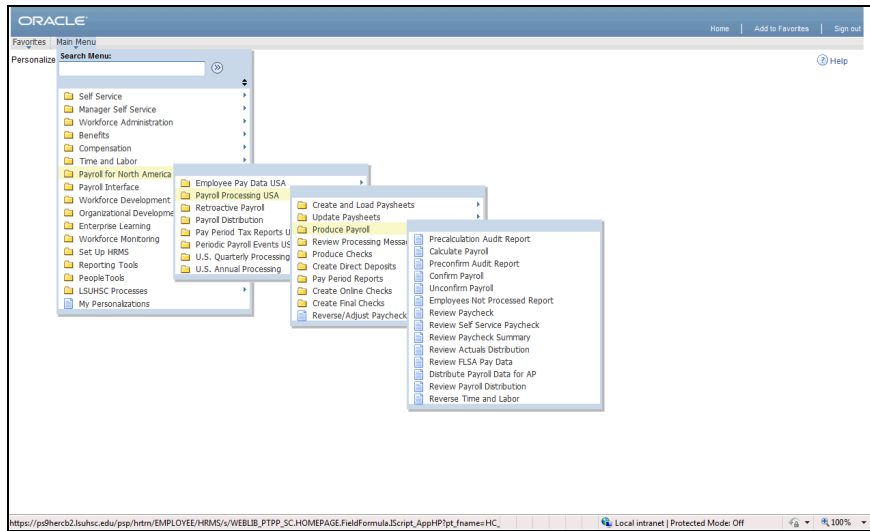 ORACLE
Home | Add to Favorites | Sign out
Favorites Main Menu
Personalize
Help
Search Menu:
Self Service
Manager Self Service
Workforce Administration
Benefits
Compensation
Time and Labor
Payroll for North America
Payroll Interface
Workforce Development
Organizational Developme
Enterprise Learning
Workforce Monitoring
Set Up HRMS
Reporting Tools
PeopleTools
LSUHSC Processes
My Personalizations
Employee Pay Data USA
Payroll Processing USA
Retroactive Payroll
Payroll Distribution
Pay Period Tax Reports U
Periodic Payroll Events US
U.S. Quarterly Processing
U.S. Annual Processing
Create and Load Paysheets
Update Paysheets
Produce Payroll
Review Processing Messa
Produce Checks
Create Direct Deposits
Pay Period Reports
Create Online Checks
Create Final Checks
Reverse/Adjust Paycheck
Precalculation Audit Report
Calculate Payroll
Preconfirm Audit Report
Confirm Payroll
Unconfirm Payroll
Employees Not Processed Report
Review Paycheck
Review Self Service Paycheck
Review Paycheck Summary
Review Actuals Distribution
Review FLSA Pay Data
Distribute Payroll Data for AP
Review Payroll Distribution
Reverse Time and Labor
https://ps9hercb2.lsuhsc.edu/psp/hrtrn/EMPLOYEE/HRMS/s/WEBLIB_PTPP_SC.HOMEPAGE.FieldFormula.IScript_AppHP?pt_fname=HC_
Local intranet | Protected Mode: Off
100%